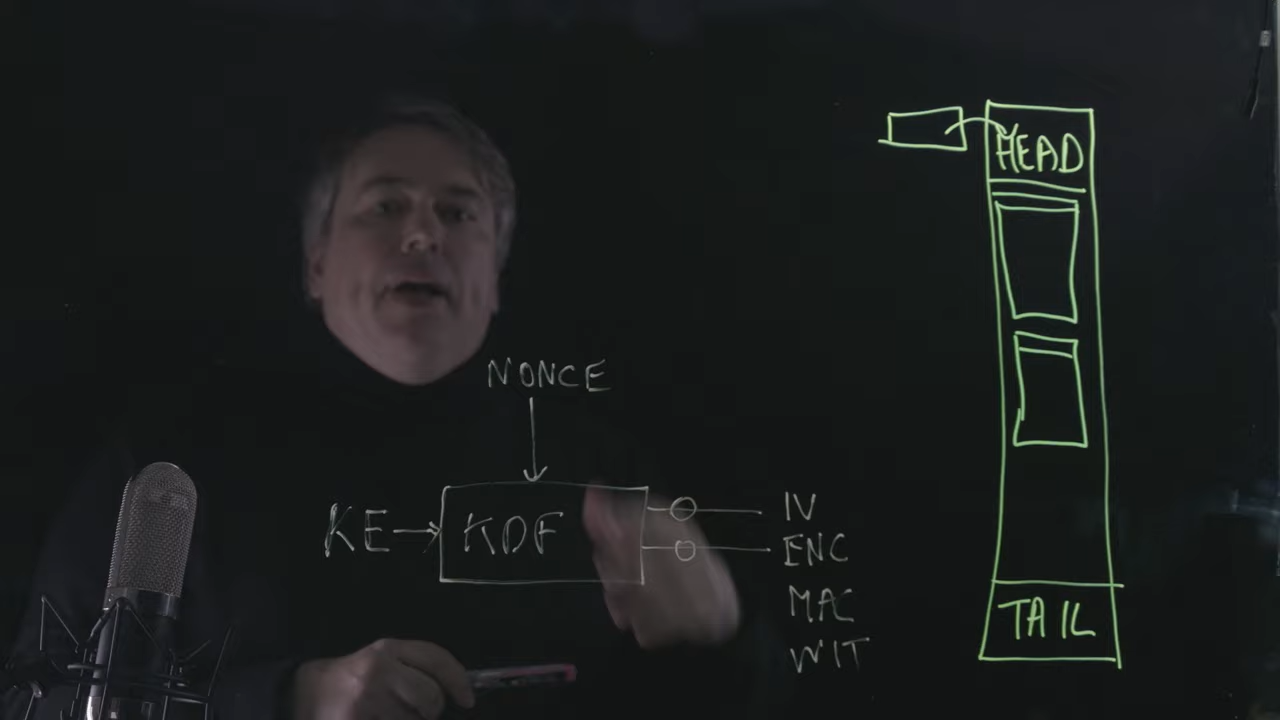 HEAD
NONCE
KE → KDF
IV
ENC
MAC
WIT
TAIL